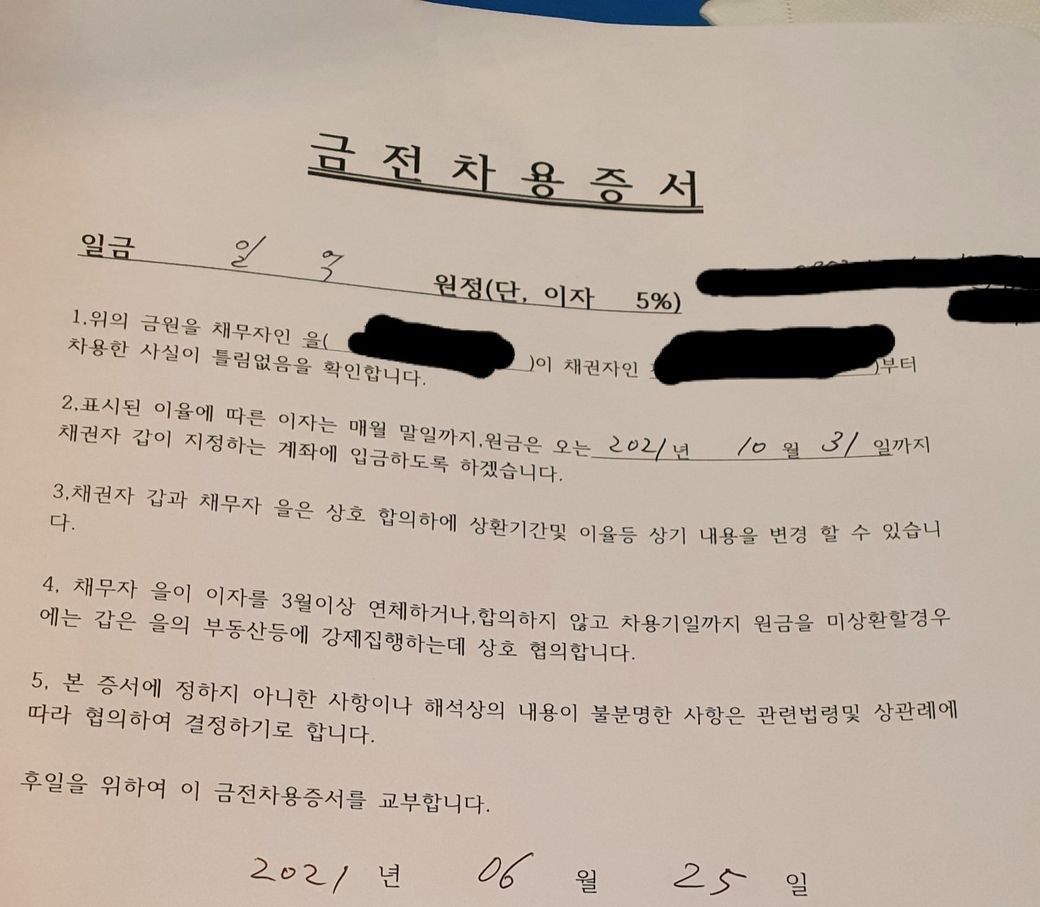 금 전 차 용 증 서
일금 일 억 원정(단, 이자 5%)
1.위의 금원을 채무자인 을( )이 채권자인 )부터
차용한 사실이 틀림없음을 확인합니다.
2,표시된 이율에 따른 이자는 매월 말일까지,원금은 오는 2021년 10월 31일까지
채권자 갑이 지정하는 계좌에 입금하도록 하겠습니다.
3,채권자 갑과 채무자 을은 상호 합의하에 상환기간및 이율등 상기 내용을 변경 할 수 있습니
다.
4, 채무자 을이 이자를 3월이상 연체하거나,합의하지 않고 차용기일까지 원금을 미상환할경우
에는 갑은 을의 부동산등에 강제집행하는데 상호 협의합니다.
5, 본 증서에 정하지 아니한 사항이나 해석상의 내용이 불분명한 사항은 관련법령및 상관례에
따라 협의하여 결정하기로 합니다.
후일을 위하여 이 금전차용증서를 교부합니다.
2021 년 06 월 25 일